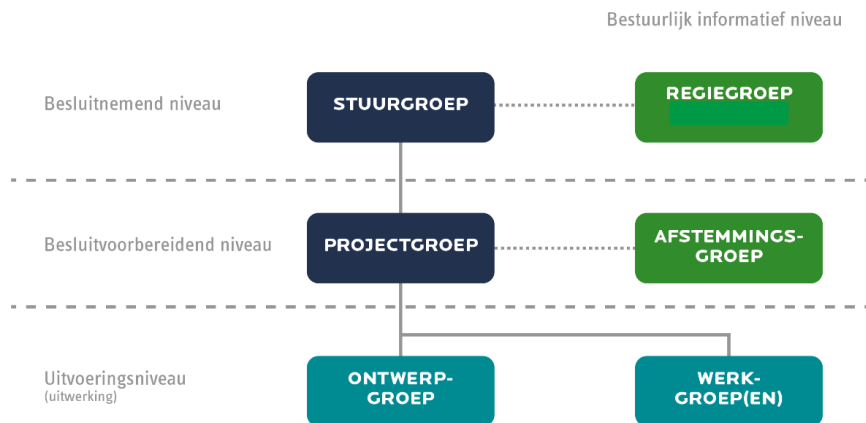 Bestuurlijk informatief niveau
Besluitnemend niveau
STUURGROEP
REGIEGROEP
Besluitvoorbereidend niveau
PROJECTGROEP
AFSTEMMINGS-
GROEP
Uitvoeringsniveau
(uitwerking)
ONTWERP-
GROEP
WERK-
GROEP(EN)